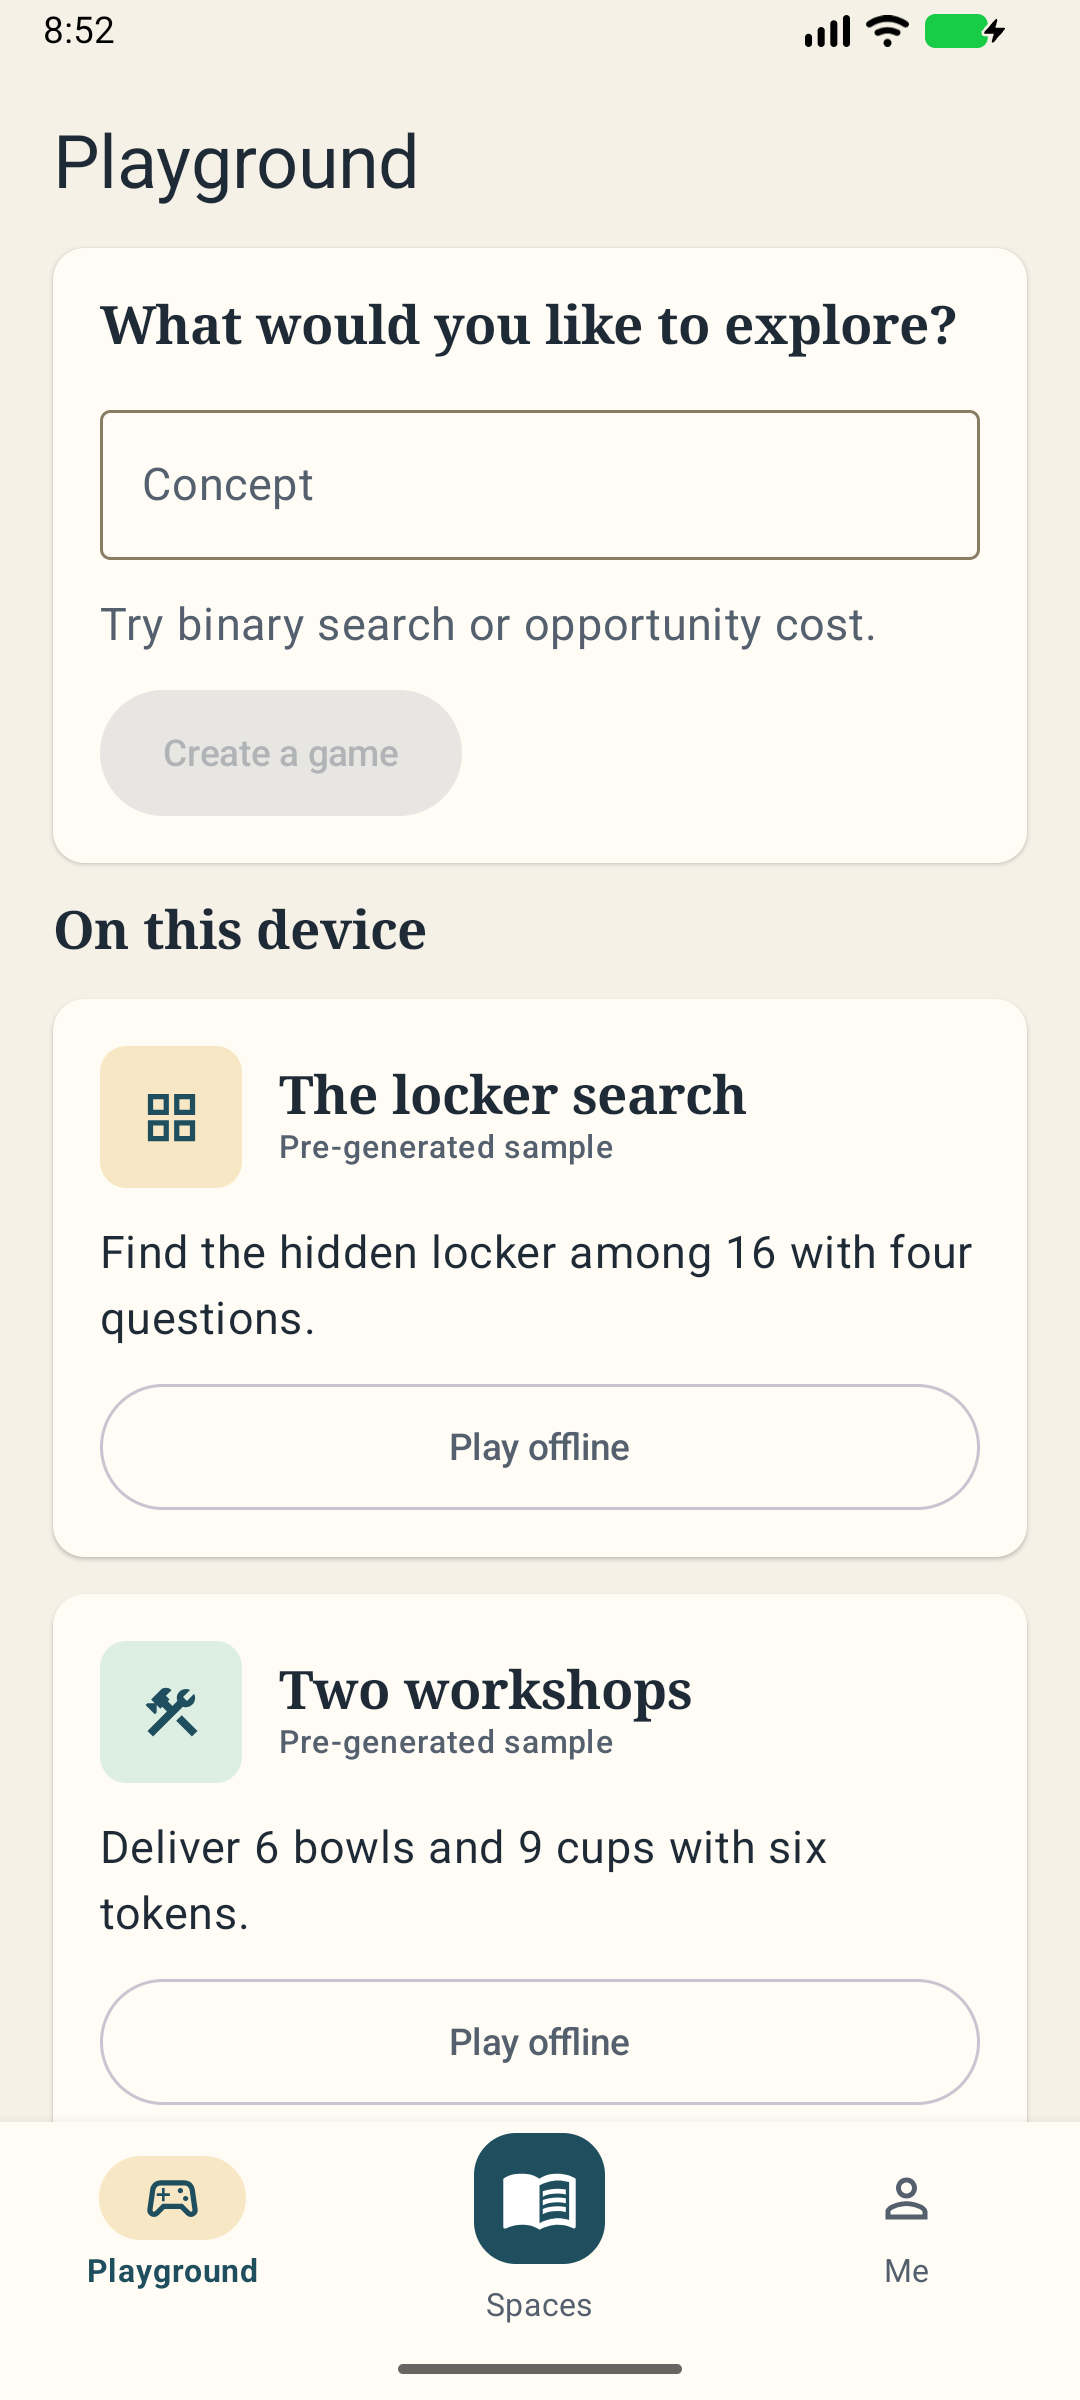 8:52
Playground
What would you like to explore?
Concept
Try binary search or opportunity cost.
Create a game
On this device
The locker search
Pre-generated sample
Find the hidden locker among 16 with four
questions.
Play offline
Two workshops
Pre-generated sample
Deliver 6 bowls and 9 cups with six
tokens.
Play offline
Playground
Spaces
Me